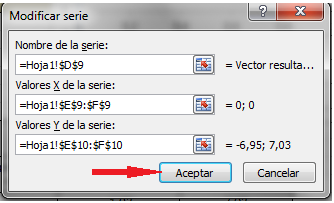 Modificar serie
Nombre de la serie:
=Hoja1!$D$9 = Vector resulta...
Valores X de la serie:
=Hoja1!$E$9:$F$9 = 0; 0
Valores Y de la serie:
=Hoja1!$E$10:$F$10 = -6,95; 7,03
Aceptar Cancelar